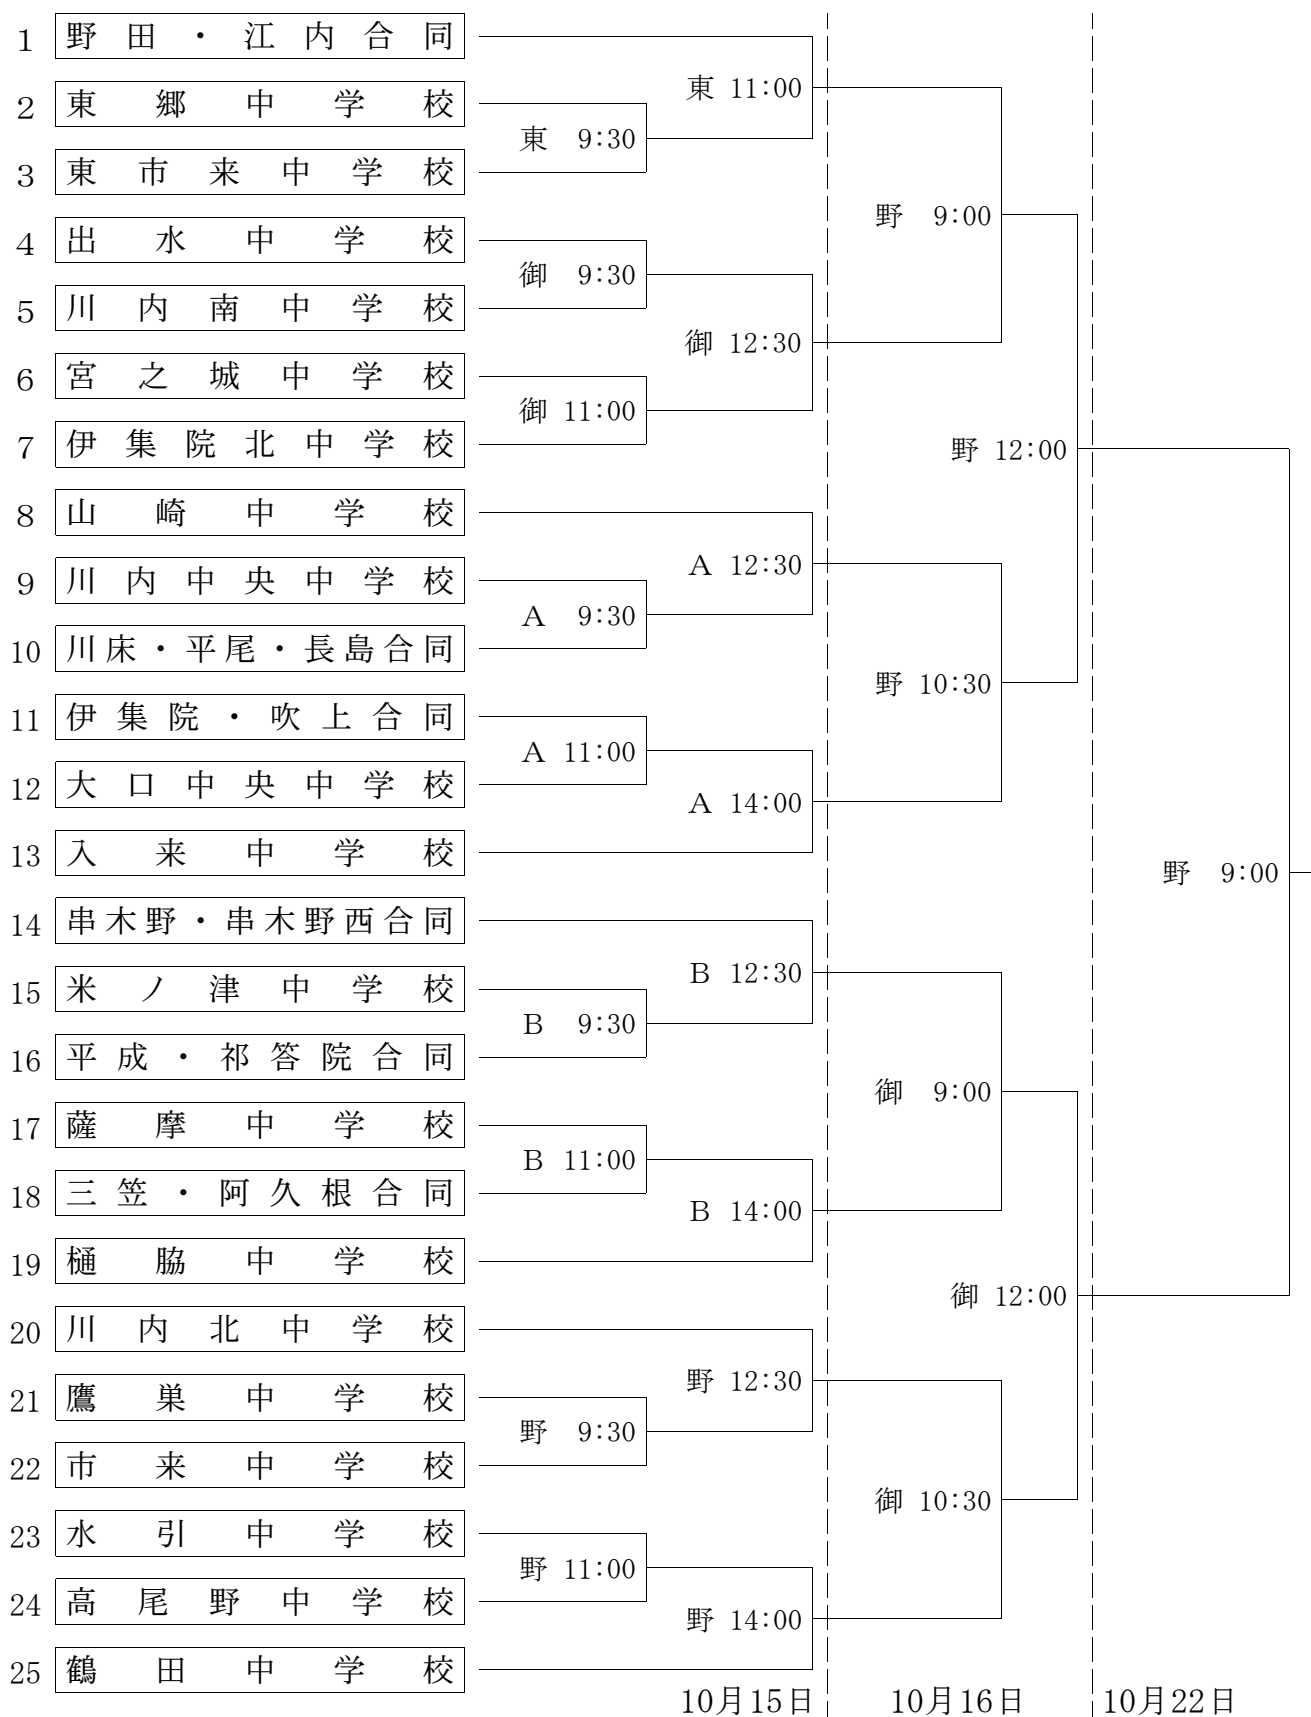 1 野田・江内合同
東 11:00
2 東郷中学校
東 9:30
3 東市来中学校
野 9:00
4 出水中学校
御 9:30
5 川内南中学校
御 12:30
6 宮之城中学校
御 11:00
7 伊集院北中学校
野 12:00
8 山崎中学校
A 12:30
9 川内中央中学校
A 9:30
10 川床・平尾・長島合同
野 10:30
11 伊集院・吹上合同
A 11:00
12 大口中央中学校
A 14:00
13 入来中学校
野 9:00
14 串木野・串木野西合同
B 12:30
15 米ノ津中学校
B 9:30
16 平成・祁答院合同
御 9:00
17 薩摩中学校
B 11:00
18 三笠・阿久根合同
B 14:00
19 樋脇中学校
御 12:00
20 川内北中学校
野 12:30
21 鷹巣中学校
野 9:30
22 市来中学校
御 10:30
23 水引中学校
野 11:00
24 高尾野中学校
野 14:00
25 鶴田中学校
10月15日 10月16日 10月22日